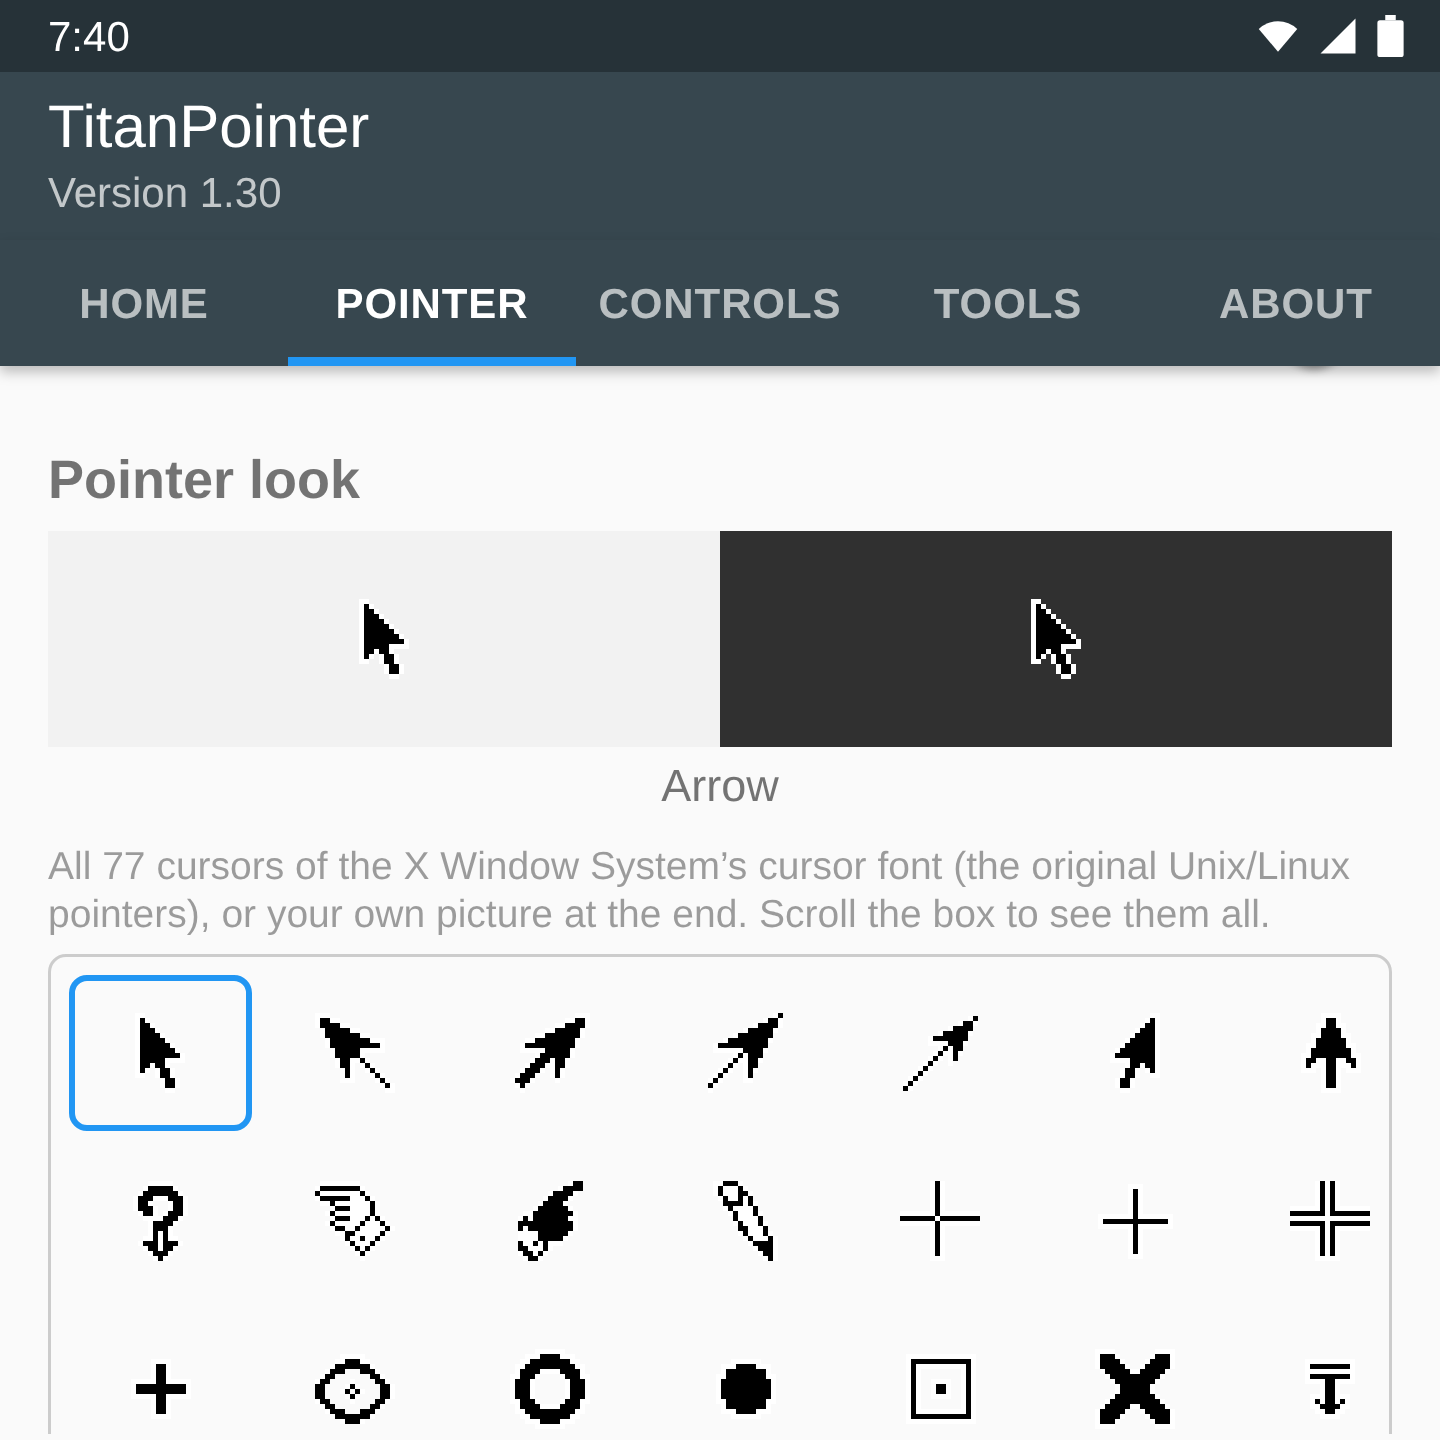 7:40
TitanPointer
Version 1.30
HOME POINTER CONTROLS TOOLS ABOUT
Pointer look
Arrow
All 77 cursors of the X Window System’s cursor font (the original Unix/Linux
pointers), or your own picture at the end. Scroll the box to see them all.